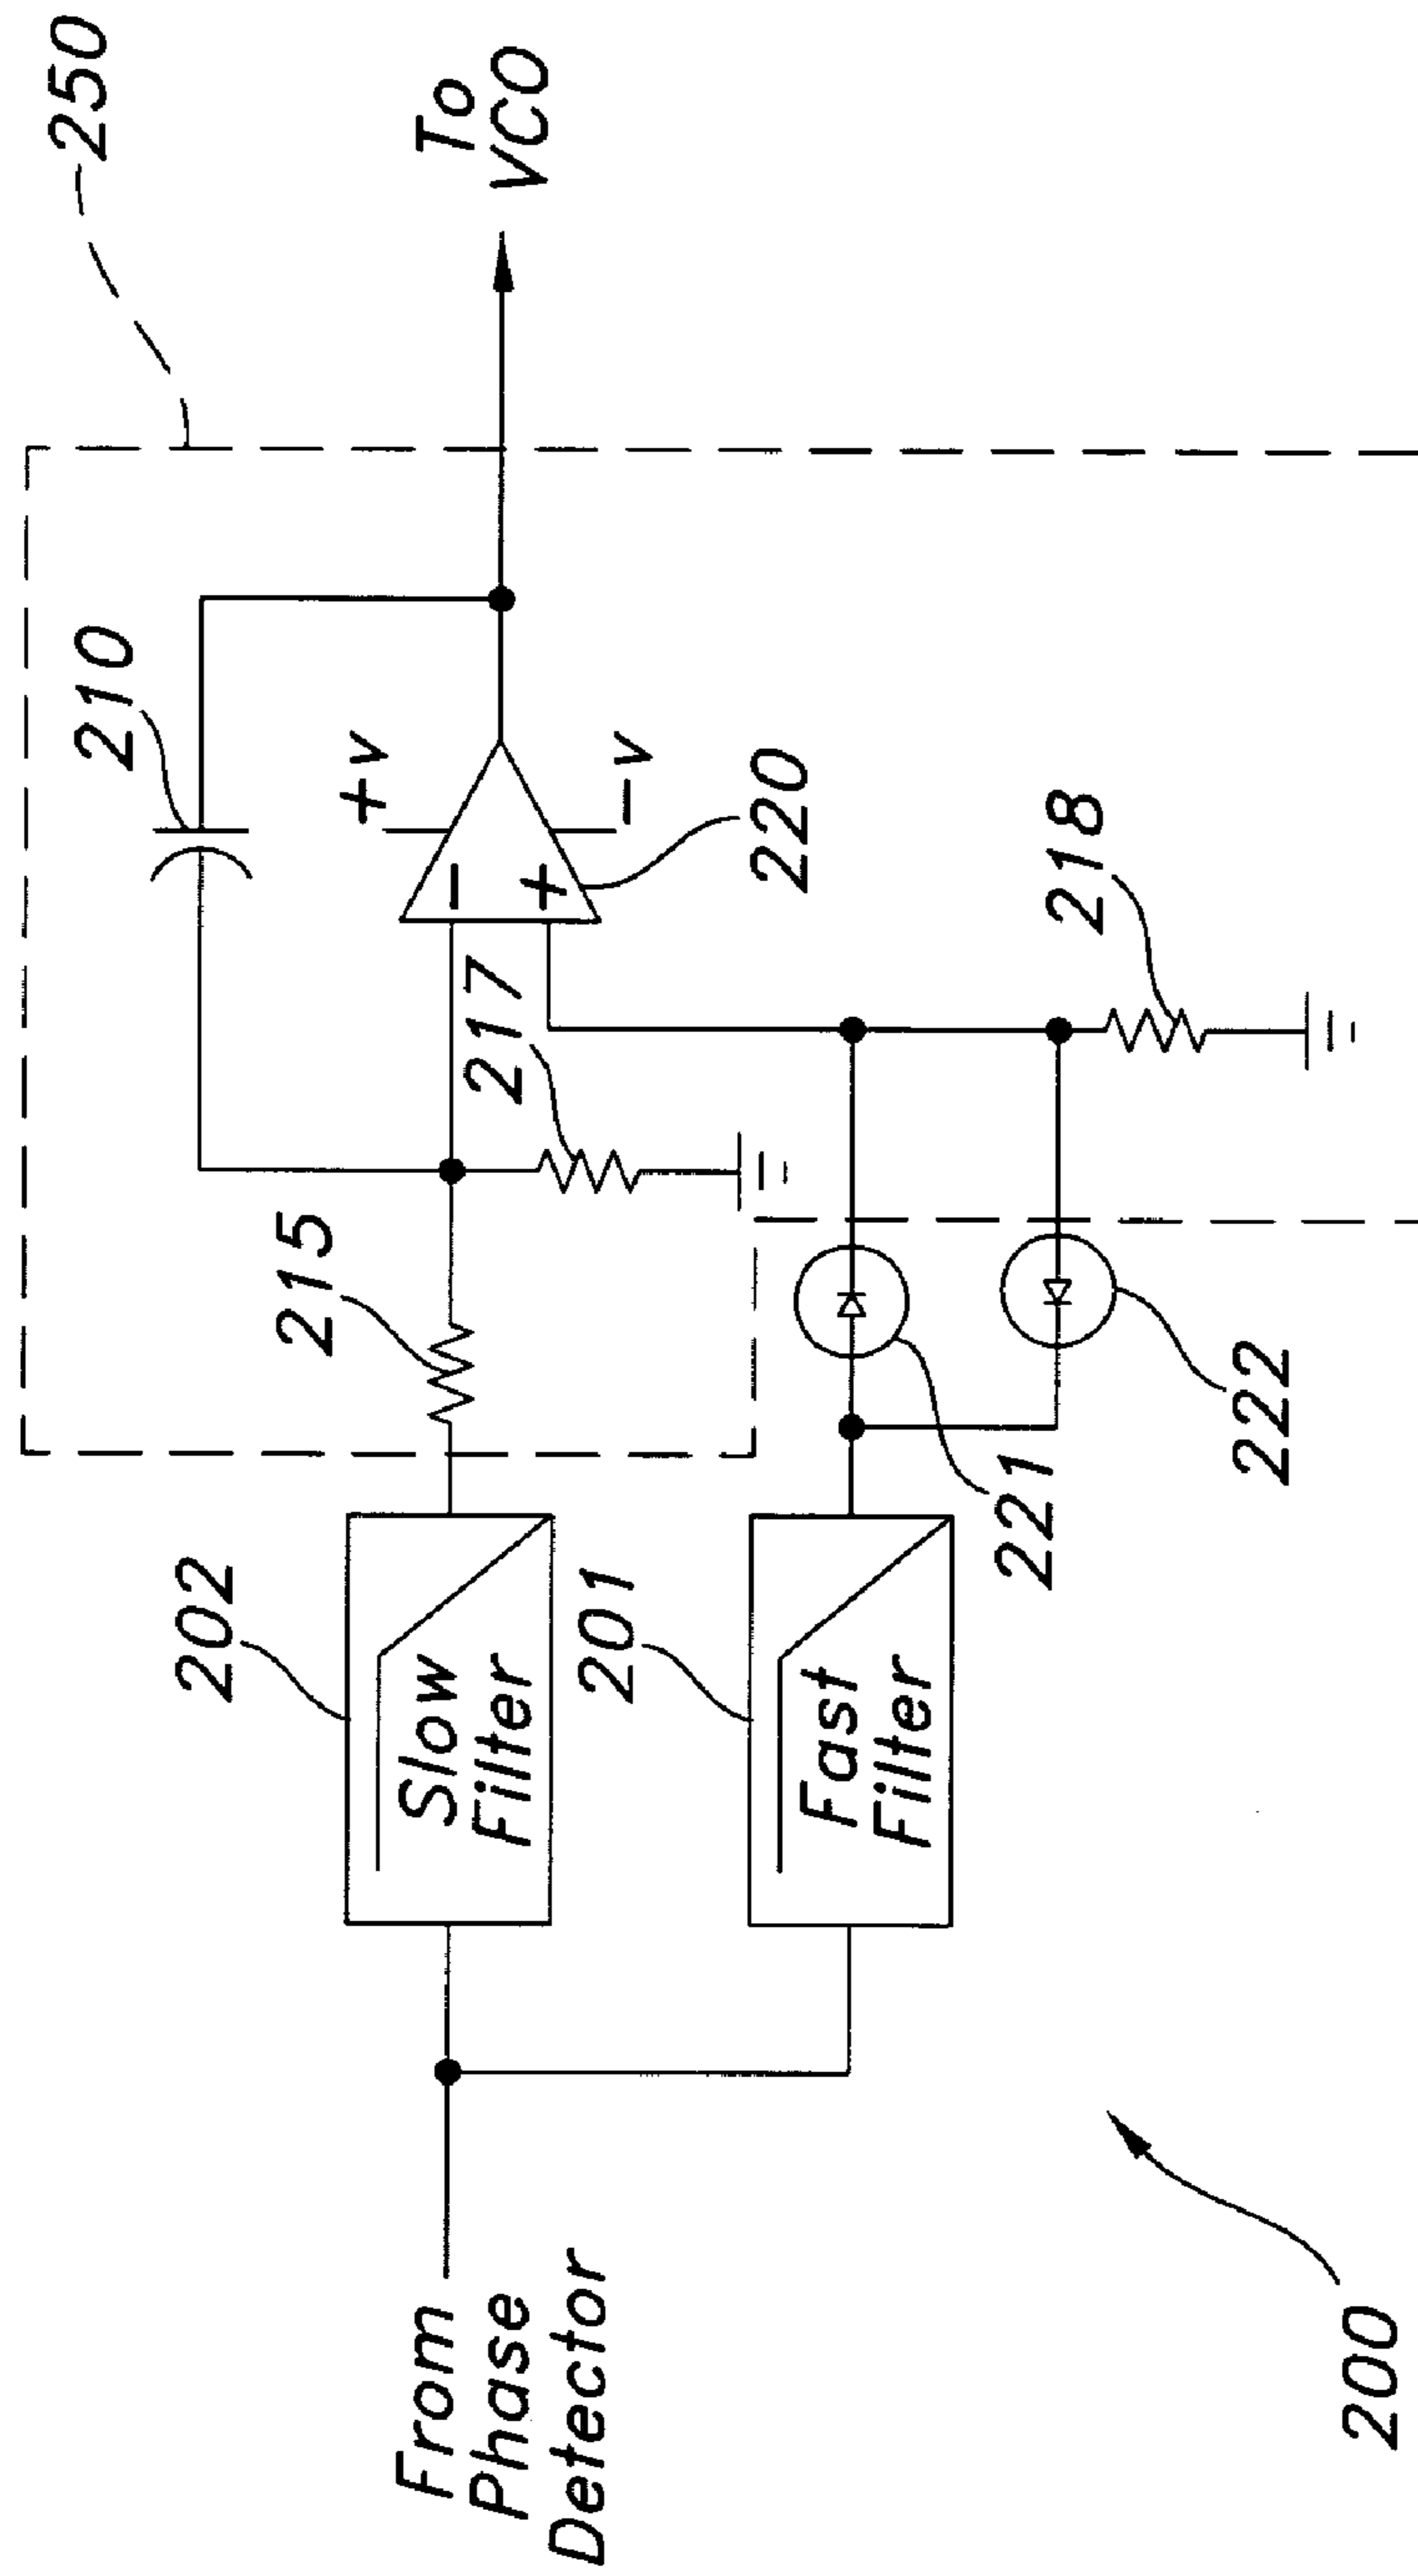 250
To
VCO
210
+v
-v
220
217
218
215
221
222
202
Slow
Filter
201
Fast
Filter
From
Phase
Detector
200